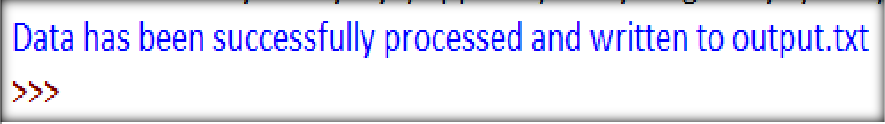 Data has been successfully processed and written to output.txt
>>>